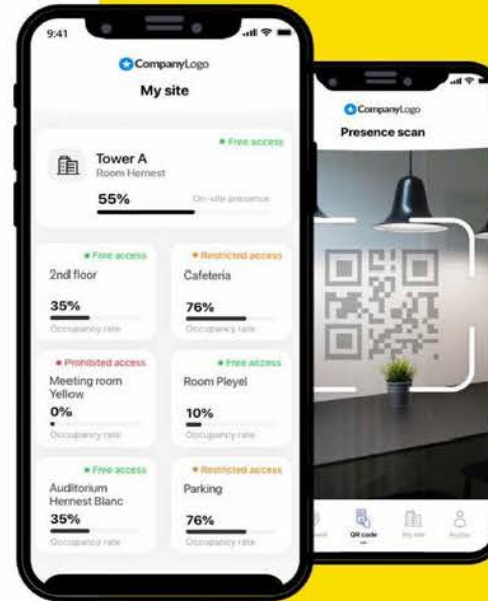 9:41
CompanyLogo
My site
Free access
Tower A
Room Hernest
55%
On-site presence
Free access
2nd floor
35%
Occupancy rate
Restricted access
Cafeteria
76%
Occupancy rate
Prohibited access
Meeting room
Yellow
0%
Occupancy rate
Free access
Room Pleyel
10%
Occupancy rate
Free access
Auditorium
Hernest Blanc
35%
Occupancy rate
Restricted access
Parking
76%
Occupancy rate
CompanyLogo
Presence scan
QR code
My site
Profile